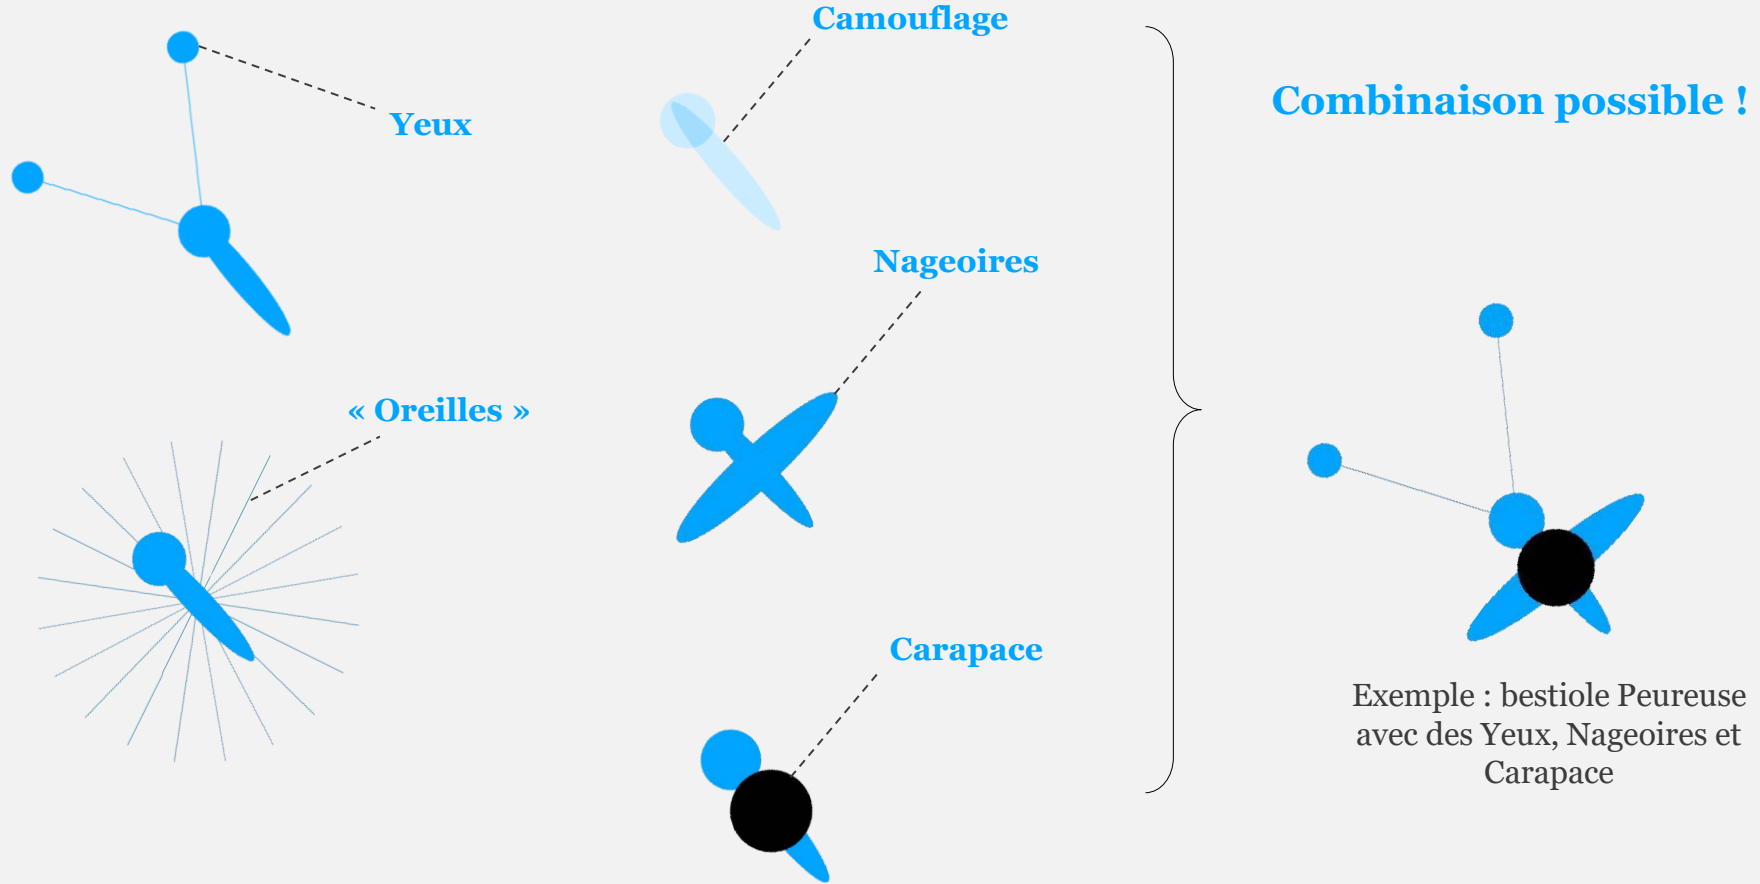 Camouflage
Yeux
Combinaison possible !
Nageoires
« Oreilles »
Carapace
Exemple : bestiole Peureuse
avec des Yeux, Nageoires et
Carapace